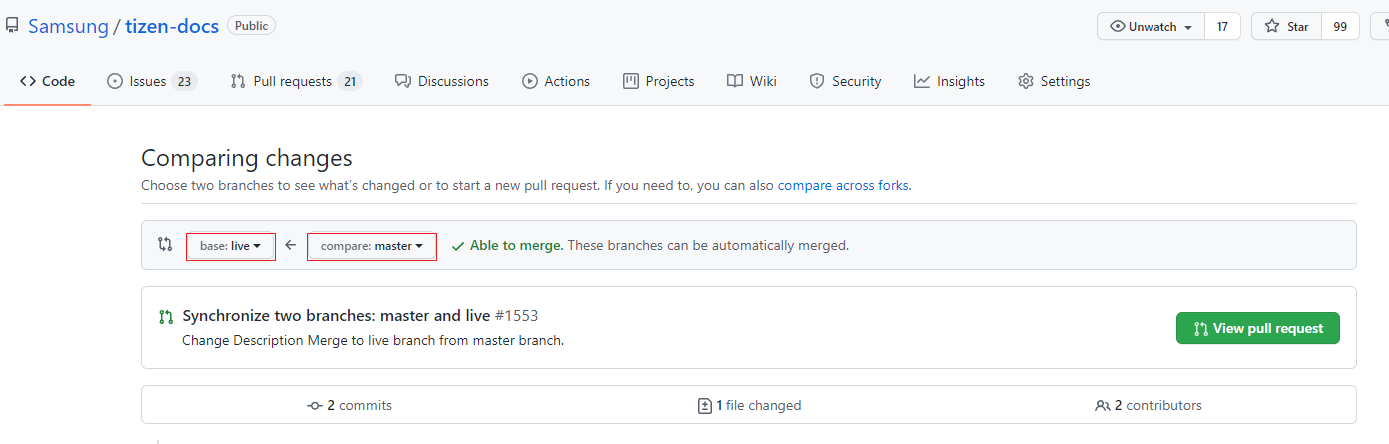 Samsung / tizen-docs Public Unwatch 17 Star 99
Code Issues 23 Pull requests 21 Discussions Actions Projects Wiki Security Insights Settings
Comparing changes
Choose two branches to see what's changed or to start a new pull request. If you need to, you can also compare across forks.
base: live compare: master Able to merge. These branches can be automatically merged.
Synchronize two branches: master and live #1553
Change Description Merge to live branch from master branch.
View pull request
2 commits 1 file changed 2 contributors